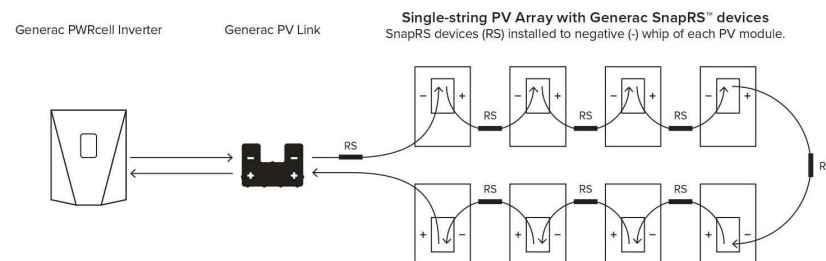 Single-string PV Array with Generac SnapRS™ devices
Generac PWRcell Inverter
Generac PV Link
SnapRS devices (RS) installed to negative (-) whip of each PV module.
- + - + - + - +
RS RS RS
RS
- -
+ +
R
RS RS RS
+ - + - + - + -